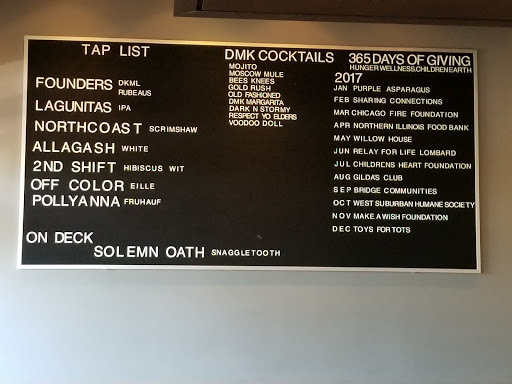 TAP LIST
FOUNDERS DKML
RUBEAUS
LAGUNITAS IPA
NORTHCOAST SCRIMSHAW
ALLAGASH WHITE
2ND SHIFT HIBISCUS WIT
OFF COLOR EILLE
POLLYANNA FRUHAUF
ON DECK
SOLEMN OATH SNAGGLETOOTH
DMK COCKTAILS
MOJITO
MOSCOW MULE
BEES KNEES
GOLD RUSH
OLD FASHIONED
DMK MARGARITA
DARK N STORMY
RESPECT YO ELDERS
VOODOO DOLL
365 DAYS OF GIVING
HUNGER.WELLNESS.CHILDREN.EARTH
2017
JAN PURPLE ASPARAGUS
FEB SHARING CONNECTIONS
MAR CHICAGO FIRE FOUNDATION
APR NORTHERN ILLINOIS FOOD BANK
MAY WILLOW HOUSE
JUN RELAY FOR LIFE LOMBARD
JUL CHILDRENS HEART FOUNDATION
AUG GILDA'S CLUB
SEP BRIDGE COMMUNITIES
OCT WEST SUBURBAN HUMANE SOCIETY
NOV MAKE A WISH FOUNDATION
DEC TOYS FOR TOTS